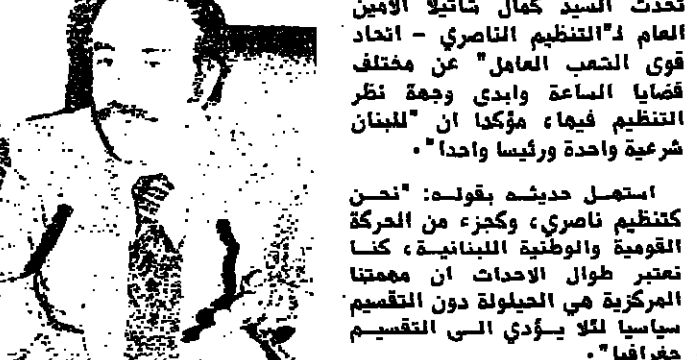 تحدث السيد كمال شاتيلا الامين
العام لـ"التنظيم الناصري - اتحاد
قوى الشعب العامل" عن مختلف
قضايا الساعة وابدى وجهة نظر
التنظيم فيها، مؤكدا ان "للبنان
شرعية واحدة ورئيسا واحدا".
استهل حديثه بقوله: "نحن
كتنظيم ناصري، وكجزء من الحركة
القومية والوطنية اللبنانية، كنا
نعتبر طوال الاحداث ان مهمتنا
المركزية هي الحيلولة دون التقسيم
سياسيا لئلا يؤدي الى التقسيم
جغرافيا".